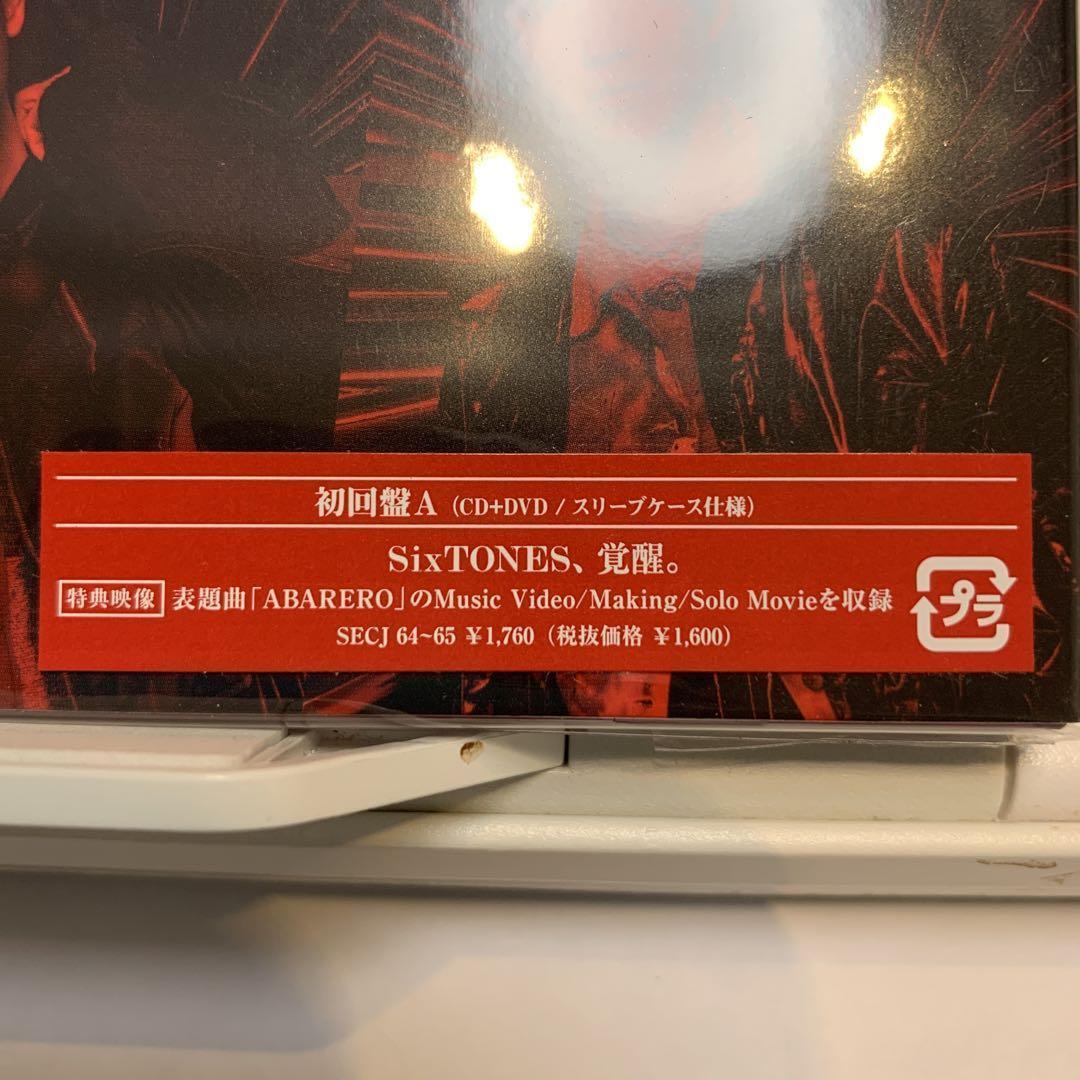 初回盤A（CD+DVD / スリーブケース仕様）
SixTONES、覚醒。
特典映像 表題曲「ABARERO」のMusic Video/Making/Solo Movieを収録
SECJ 64~65 ¥1,760（税抜価格 ¥1,600）
プラ